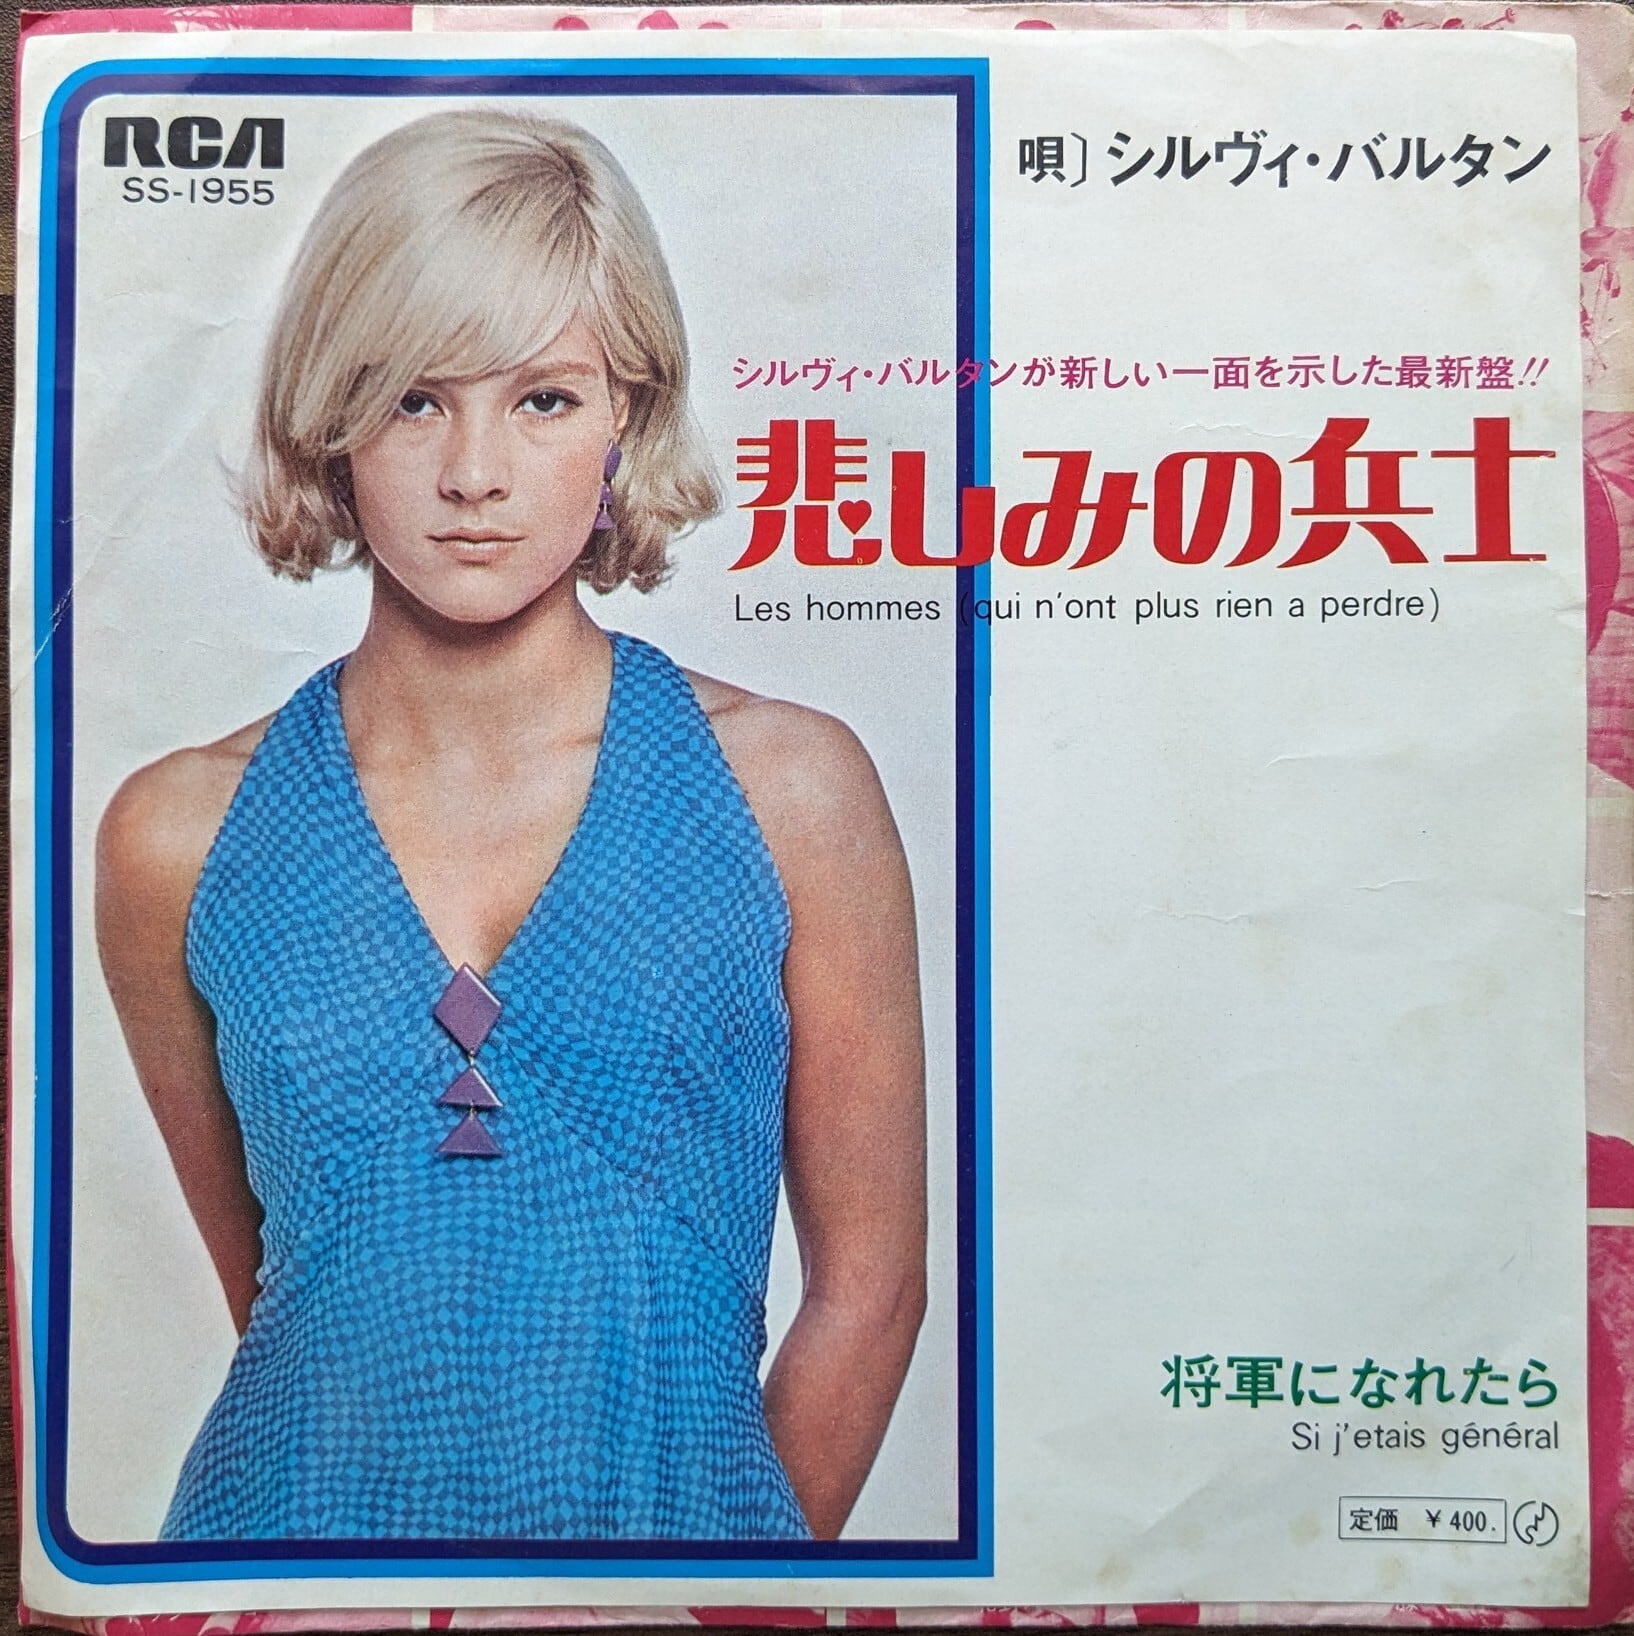 RCA
SS-1955
唄〕シルヴィ・バルタン
シルヴィ・バルタンが新しい一面を示した最新盤!!
悲しみの兵士
Les hommes (qui n'ont plus rien a perdre)
将軍になれたら
Si j'etais général
定価 ¥400.